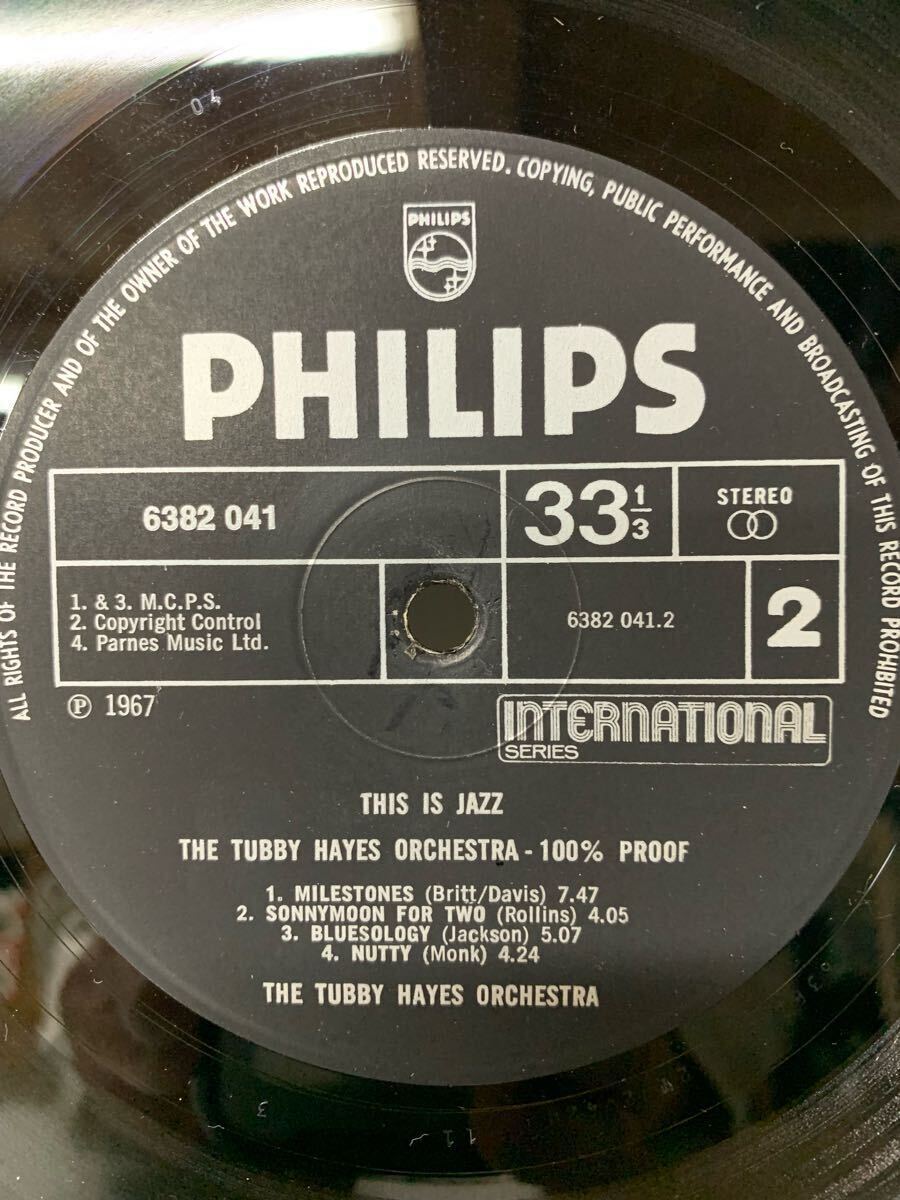 ALL RIGHTS OF THE RECORD PRODUCER AND OF THE OWNER OF THE WORK REPRODUCED RESERVED. COPYING, PUBLIC PERFORMANCE AND BROADCASTING OF THIS RECORD PROHIBITED
PHILIPS
PHILIPS
6382 041
33 1/3
STEREO
1. & 3. M.C.P.S.
2. Copyright Control
4. Parnes Music Ltd.
6382 041.2
2
℗ 1967
INTERNATIONAL
SERIES
THIS IS JAZZ
THE TUBBY HAYES ORCHESTRA - 100% PROOF
1. MILESTONES (Britt/Davis) 7.47
2. SONNYMOON FOR TWO (Rollins) 4.05
3. BLUESOLOGY (Jackson) 5.07
4. NUTTY (Monk) 4.24
THE TUBBY HAYES ORCHESTRA